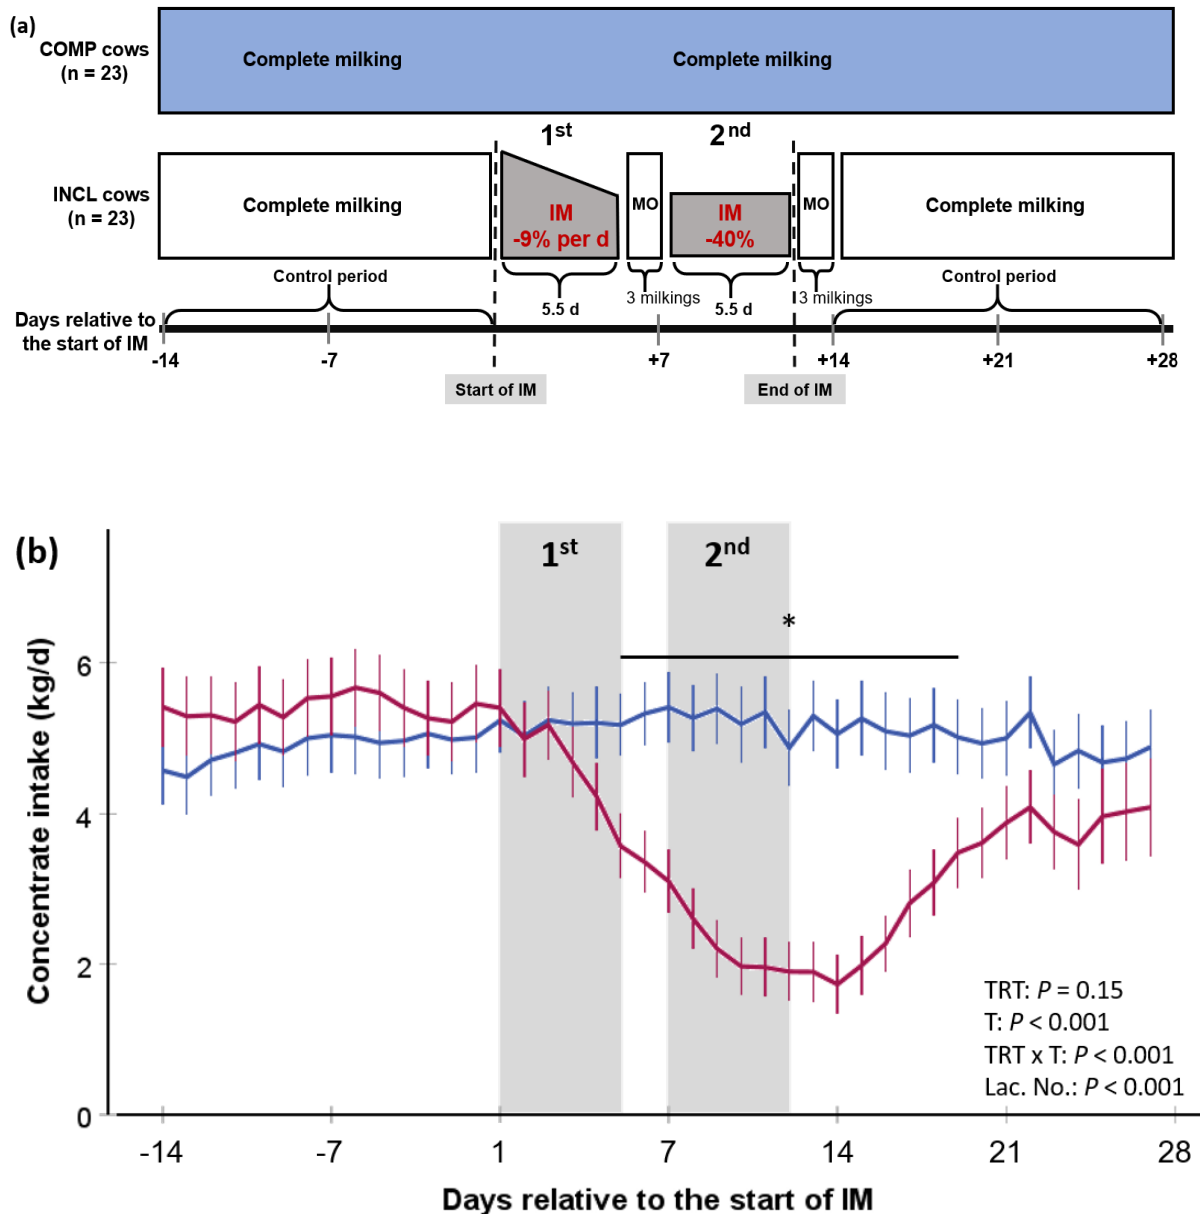 (a)
COMP cows
(n = 23)
Complete milking
Complete milking
1st
2nd
INCL cows
(n = 23)
Complete milking
IM
-9% per d
MO
IM
-40%
MO
Complete milking
Control period
5.5 d
3 milkings
5.5 d
3 milkings
Control period
Days relative to
the start of IM
-14
-7
+7
+14
+21
+28
Start of IM
End of IM
(b)
1st
2nd
*
Concentrate intake (kg/d)
6
4
2
0
TRT: P = 0.15
T: P < 0.001
TRT x T: P < 0.001
Lac. No.: P < 0.001
-14
-7
1
7
14
21
28
Days relative to the start of IM